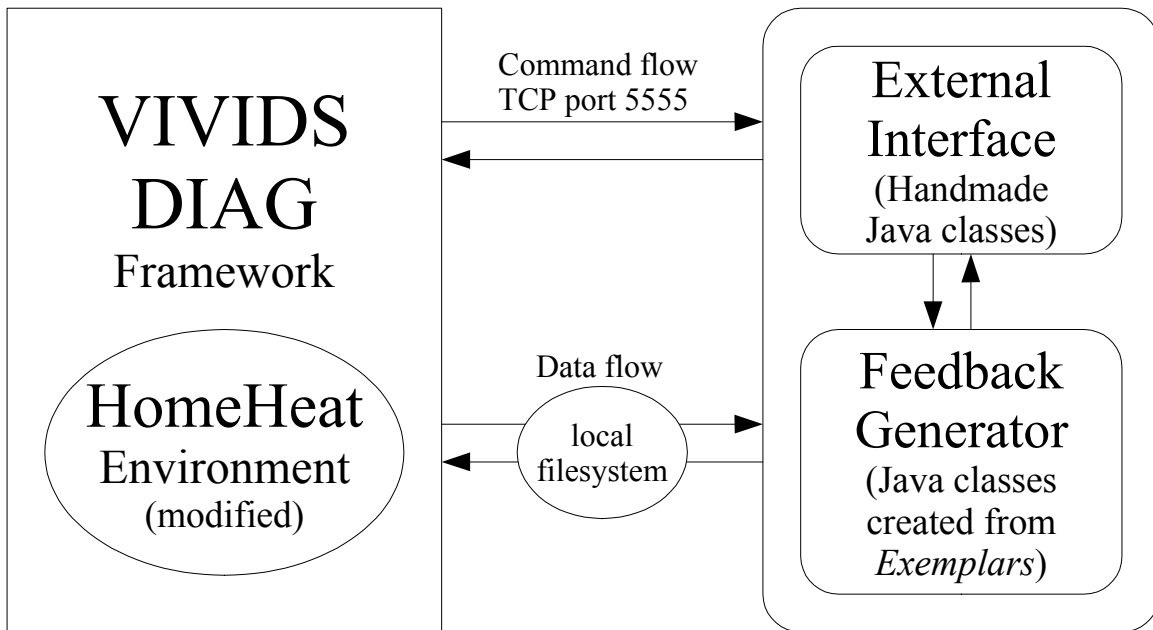 VIVIDS
DIAG
Framework
HomeHeat
Environment
(modified)
Command flow
TCP port 5555
Data flow
local
filesystem
External
Interface
(Handmade
Java classes)
Feedback
Generator
(Java classes
created from
Exemplars)